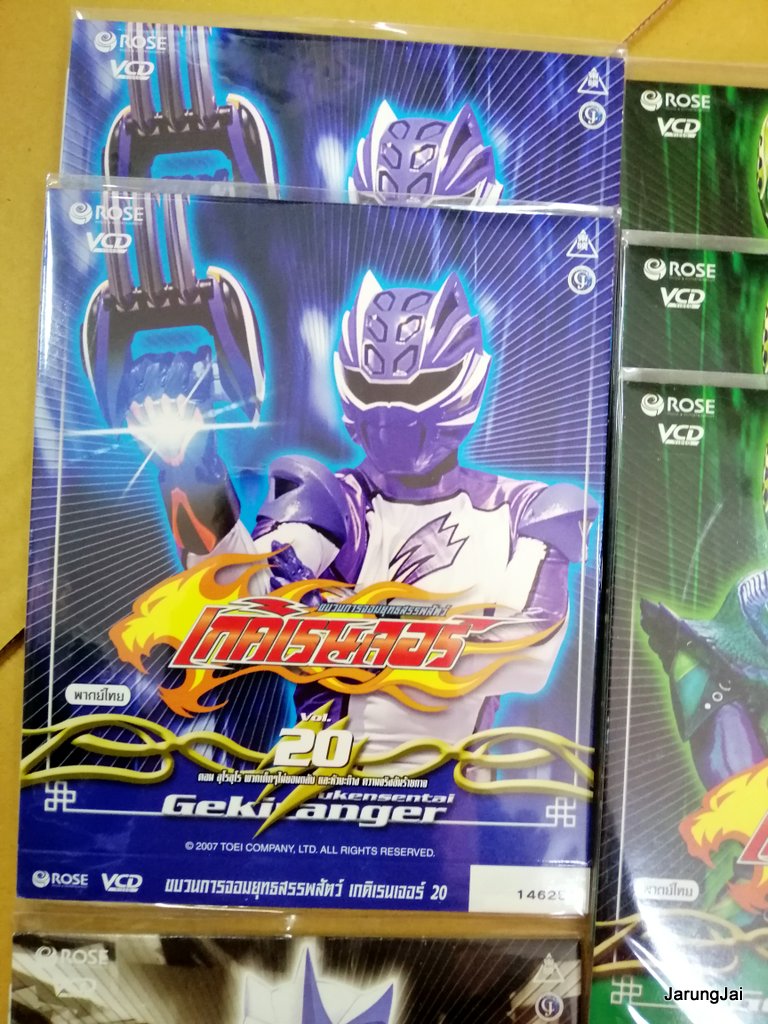 ROSE
VCD
ROSE
VCD
ROSE
VCD
ROSE
VCD
ROSE
VCD
ขบวนการจอมยุทธสรรพสัตว์
เกคิเรนเจอร์
พากย์ไทย
Vol.
20
Gekiranger
© 2007 TOEI COMPANY, LTD. ALL RIGHTS RESERVED.
ROSE VCD ขบวนการจอมยุทธสรรพสัตว์ เกคิเรนเจอร์ 20
พากย์ไทย
ROSE
VCD
JarungJai